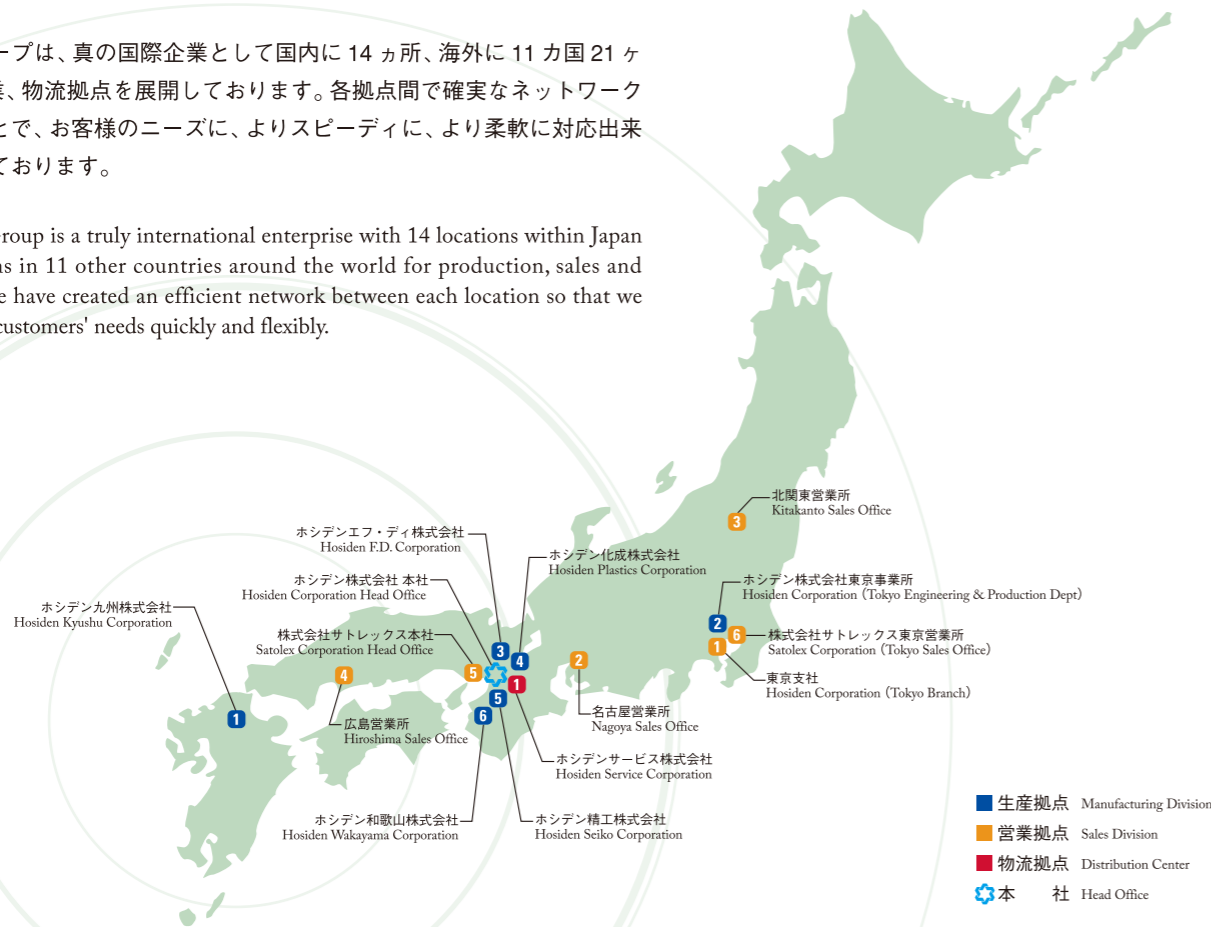 ープは、真の国際企業として国内に 14 ヵ所、海外に 11 カ国 21 ヶ
業、物流拠点を展開しております。各拠点間で確実なネットワーク
とで、お客様のニーズに、よりスピーディに、より柔軟に対応出来
ております。
roup is a truly international enterprise with 14 locations within Japan
ns in 11 other countries around the world for production, sales and
e have created an efficient network between each location so that we
customers' needs quickly and flexibly.
北関東営業所
Kitakanto Sales Office
3
ホシデンエフ・ディ株式会社
Hosiden F.D. Corporation
ホシデン化成株式会社
Hosiden Plastics Corporation
ホシデン株式会社 本社
Hosiden Corporation Head Office
ホシデン株式会社東京事業所
Hosiden Corporation (Tokyo Engineering & Production Dept)
ホシデン九州株式会社
Hosiden Kyushu Corporation
株式会社サトレックス本社
Satolex Corporation Head Office
2
6
株式会社サトレックス東京営業所
Satolex Corporation (Tokyo Sales Office)
1
3
4
2
5
4
1
東京支社
Hosiden Corporation (Tokyo Branch)
5
6
1
広島営業所
Hiroshima Sales Office
名古屋営業所
Nagoya Sales Office
ホシデンサービス株式会社
Hosiden Service Corporation
ホシデン和歌山株式会社
Hosiden Wakayama Corporation
ホシデン精工株式会社
Hosiden Seiko Corporation
生産拠点 Manufacturing Division
営業拠点 Sales Division
物流拠点 Distribution Center
本　社 Head Office